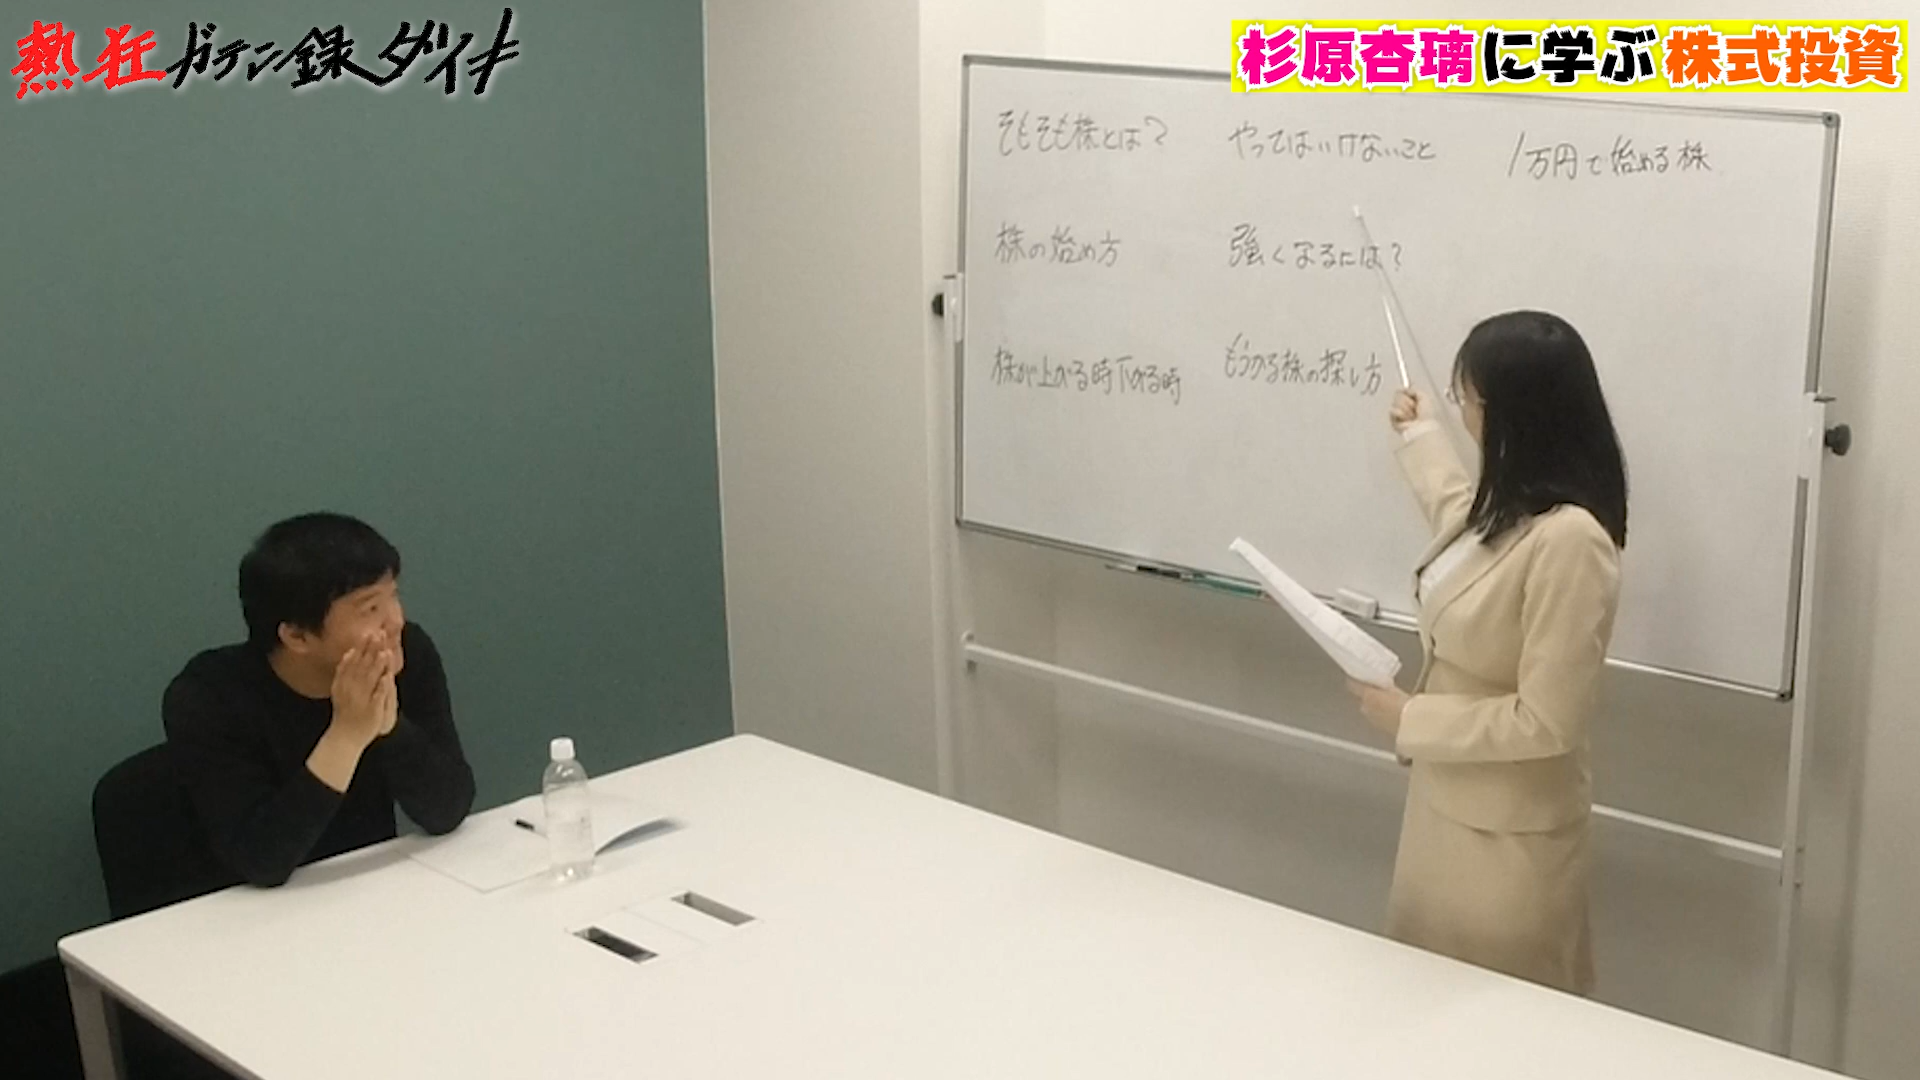 熱狂ガテン録ダイキ
杉原杏璃に学ぶ株式投資
そもそも株とは?
株の始め方
株が上がる時下がる時
やってはいけないこと
強くなるには?
もうかる株の探し方
1万円で始める株